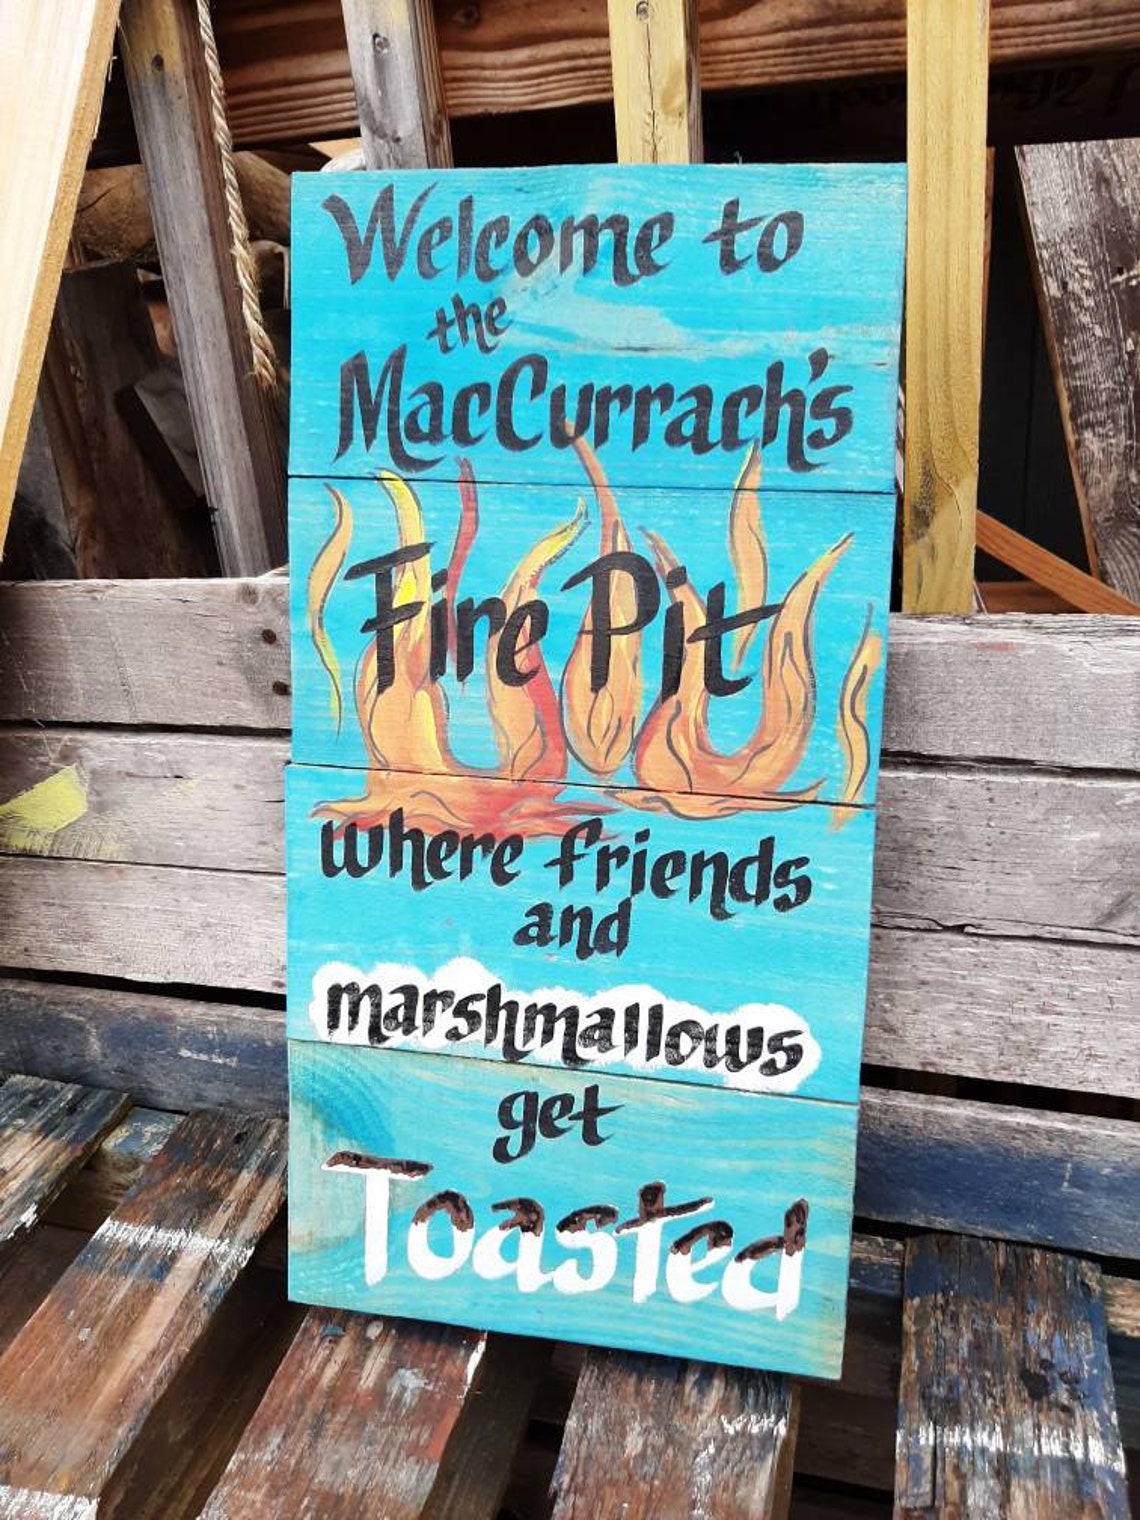 Welcome to
the
MacCurrach's
Fire Pit
where friends
and
marshmallows
get
Toasted